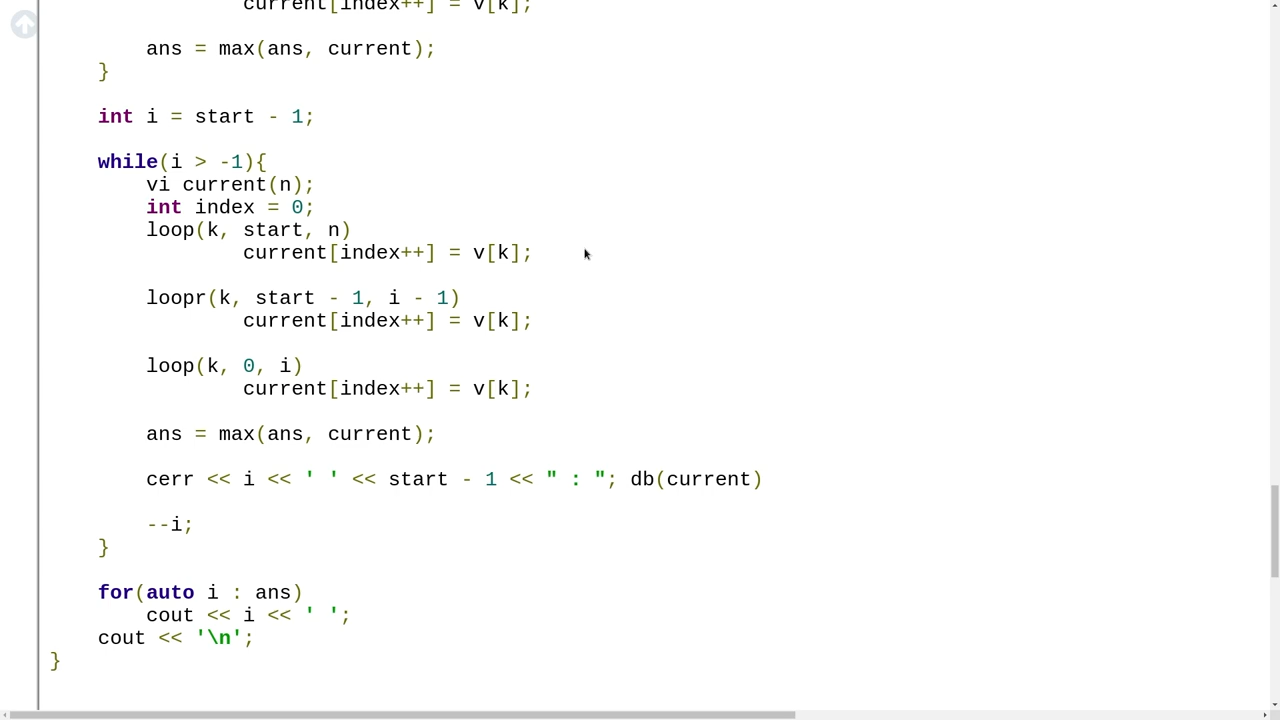 current[index++] = v[k];
ans = max(ans, current);
}
int i = start - 1;
while(i > -1){
vi current(n);
int index = 0;
loop(k, start, n)
current[index++] = v[k];
loopr(k, start - 1, i - 1)
current[index++] = v[k];
loop(k, 0, i)
current[index++] = v[k];
ans = max(ans, current);
cerr << i << ' ' << start - 1 << " : "; db(current)
--i;
}
for(auto i : ans)
cout << i << ' ';
cout << '\n';
}